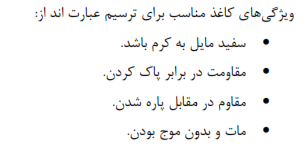 ویژگی‌های کاغذ مناسب برای ترسیم عبارت اند از:
• سفید مایل به کرم باشد.
• مقاومت در برابر پاک کردن.
• مقاوم در مقابل پاره شدن.
• مات و بدون موج بودن.